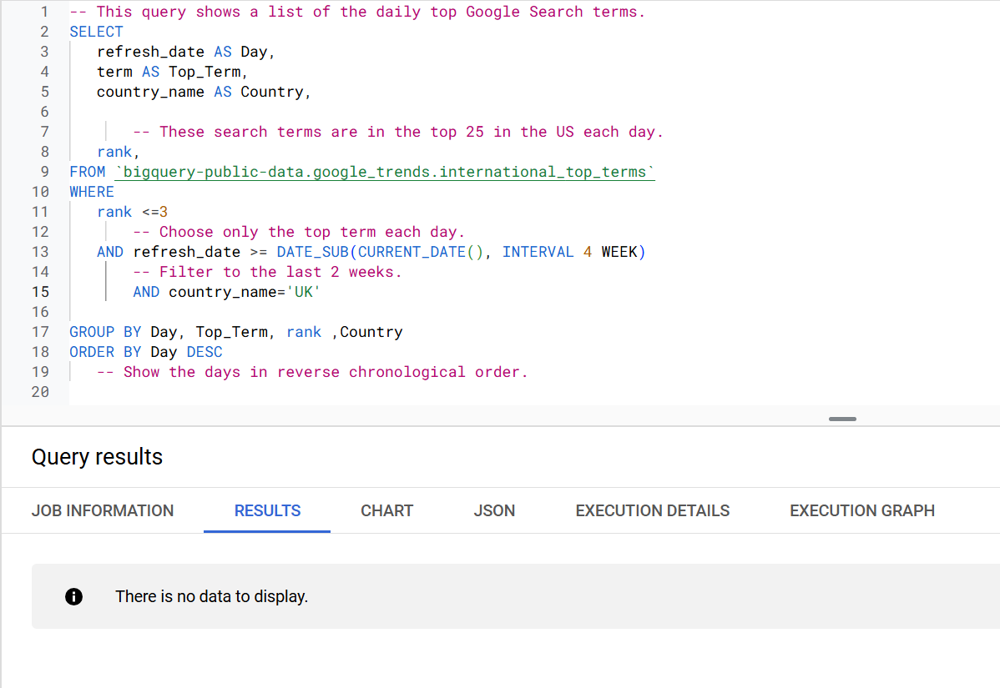 1 -- This query shows a list of the daily top Google Search terms.
2 SELECT
3 refresh_date AS Day,
4 term AS Top_Term,
5 country_name AS Country,
6
7 -- These search terms are in the top 25 in the US each day.
8 rank,
9 FROM `bigquery-public-data.google_trends.international_top_terms`
10 WHERE
11 rank <=3
12 -- Choose only the top term each day.
13 AND refresh_date >= DATE_SUB(CURRENT_DATE(), INTERVAL 4 WEEK)
14 -- Filter to the last 2 weeks.
15 AND country_name='UK'
16
17 GROUP BY Day, Top_Term, rank ,Country
18 ORDER BY Day DESC
19 -- Show the days in reverse chronological order.
20
Query results
JOB INFORMATION RESULTS CHART JSON EXECUTION DETAILS EXECUTION GRAPH
There is no data to display.